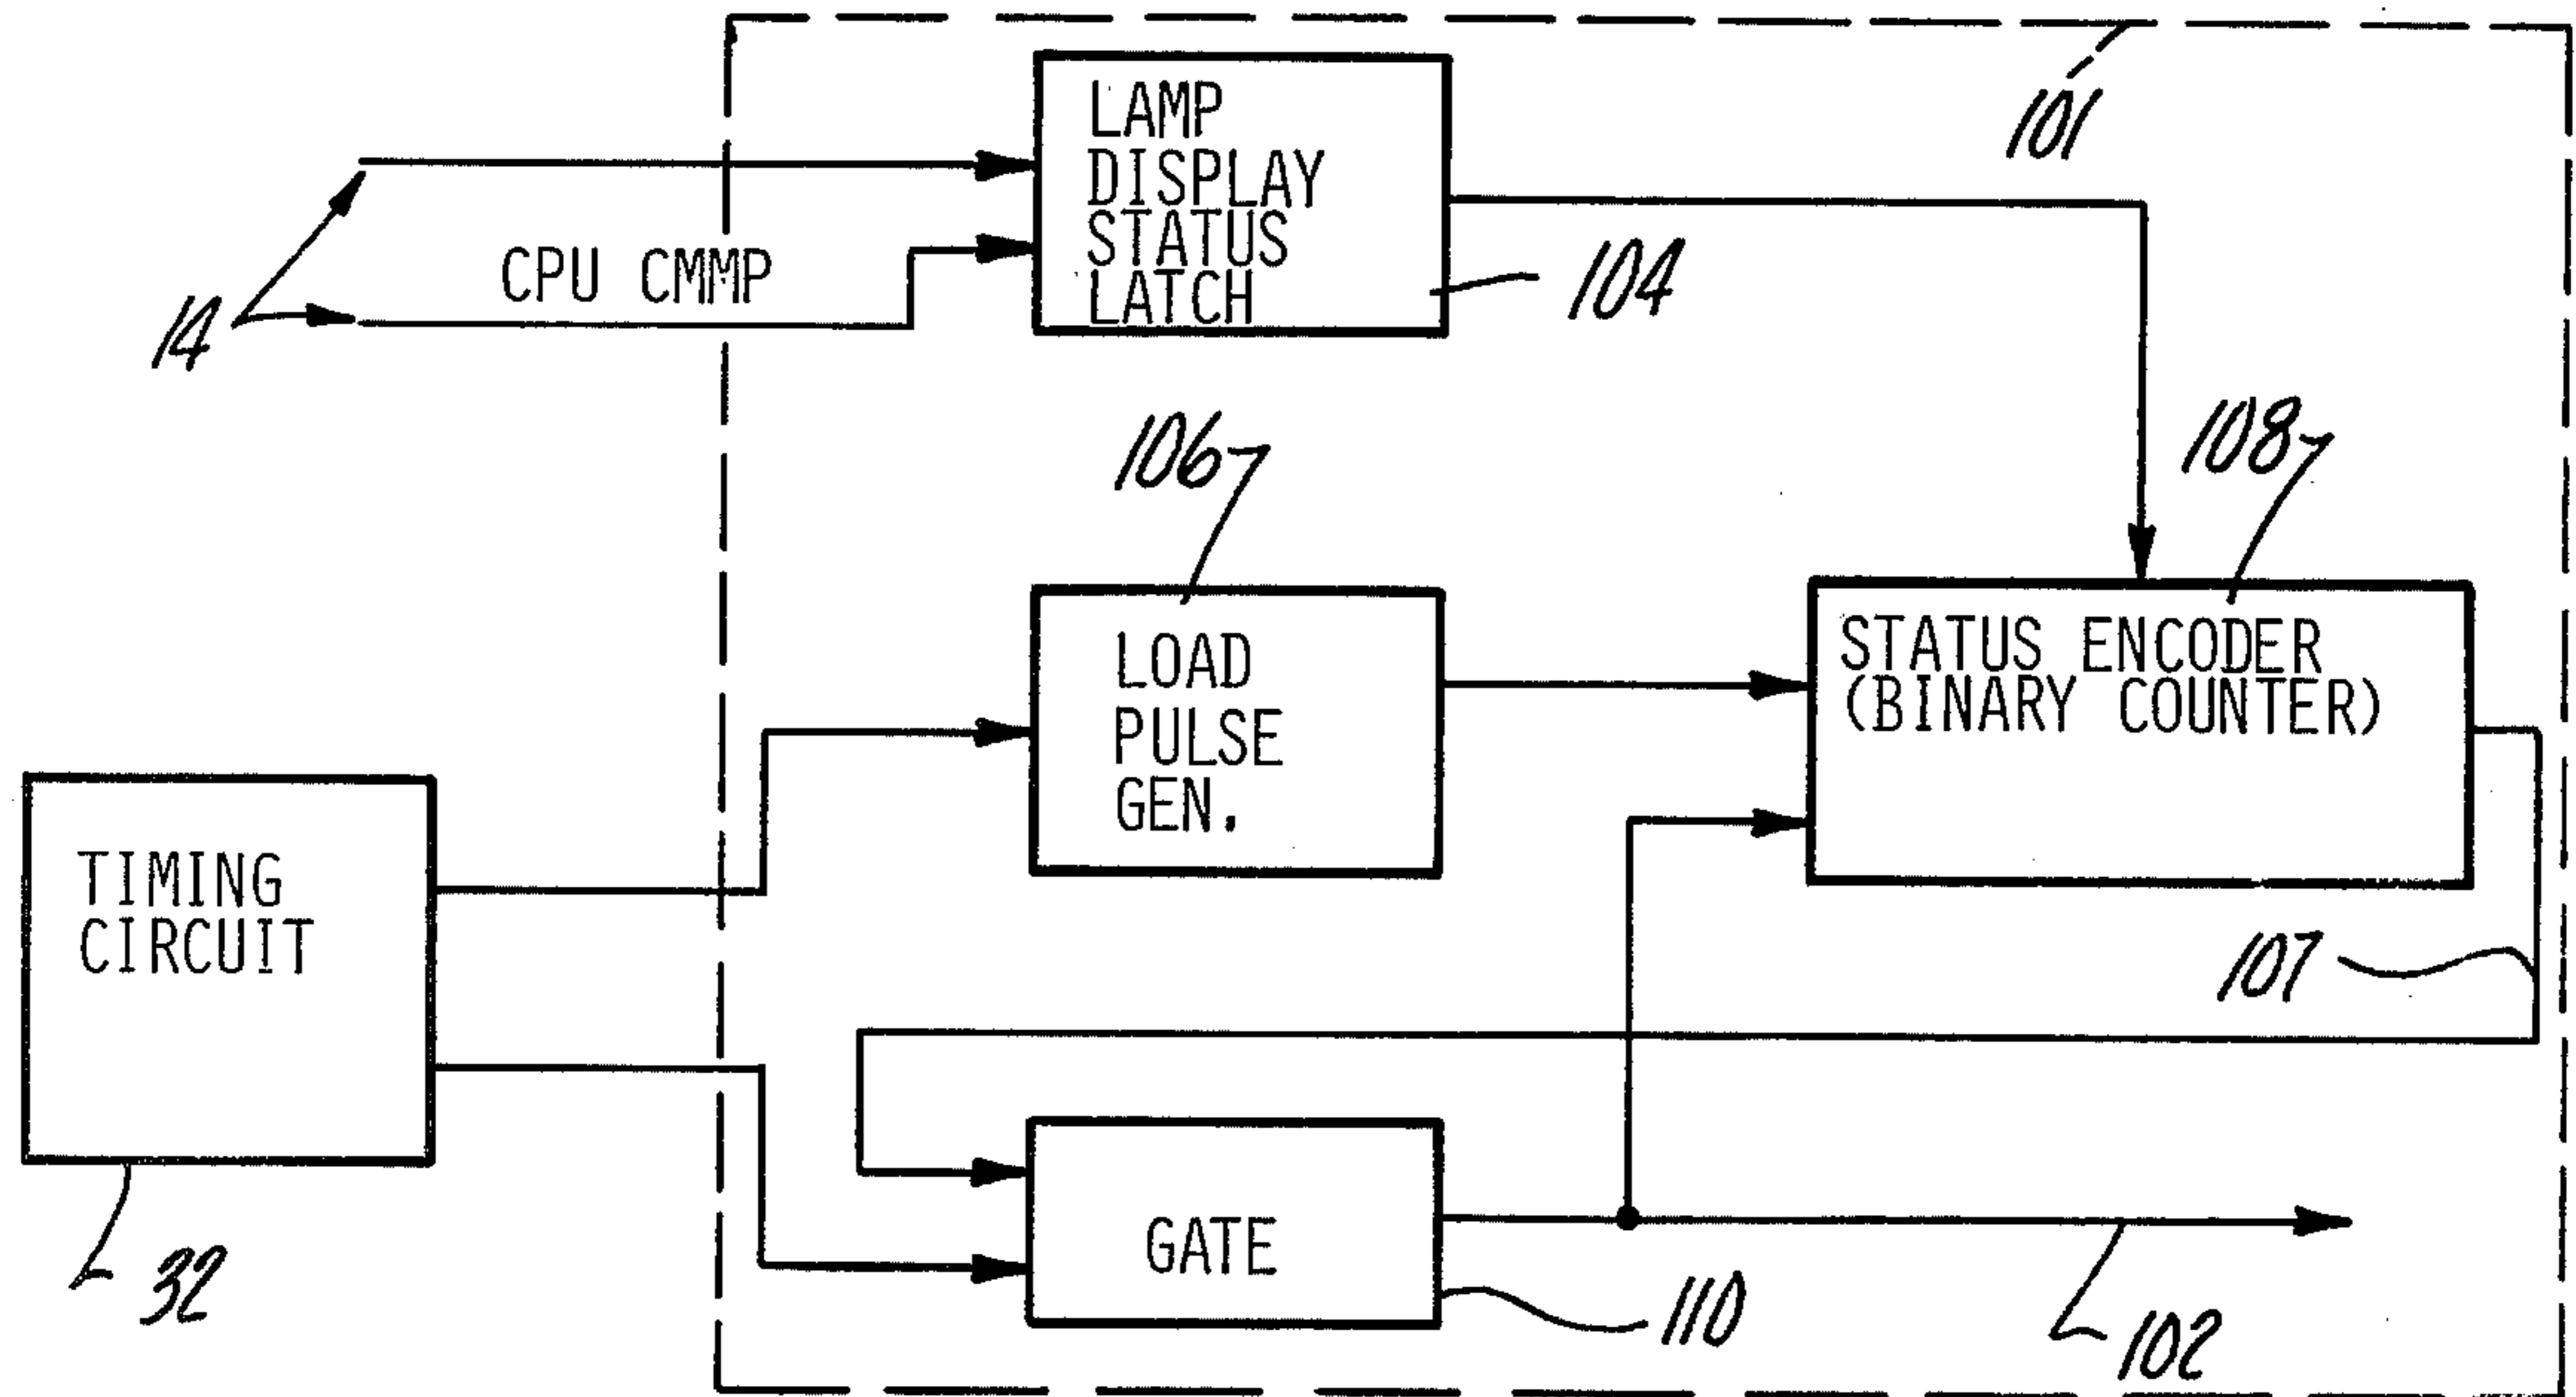 LAMP
DISPLAY
STATUS
LATCH
101
CPU CMMP
14
104
106
108
LOAD
PULSE
GEN.
STATUS ENCODER
(BINARY COUNTER)
TIMING
CIRCUIT
107
GATE
32
110
102